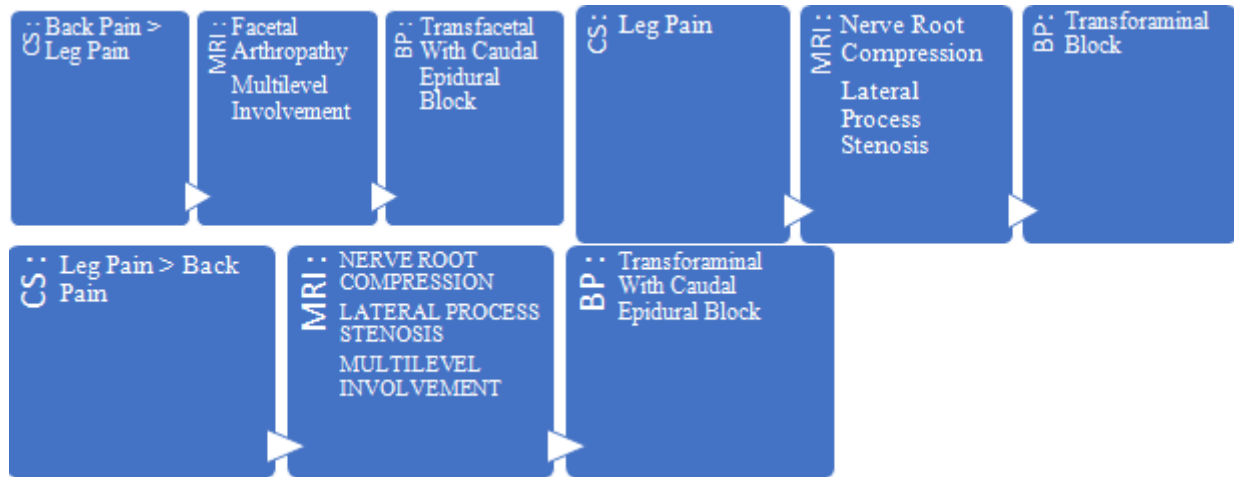 CS :
Back Pain >
Leg Pain
MRI :
Facetal
Arthropathy
Multilevel
Involvement
BP :
Transfacetal
With Caudal
Epidural
Block
CS :
Leg Pain
MRI :
Nerve Root
Compression
Lateral
Process
Stenosis
BP :
Transforaminal
Block
CS :
Leg Pain > Back
Pain
MRI :
NERVE ROOT
COMPRESSION
LATERAL PROCESS
STENOSIS
MULTILEVEL
INVOLVEMENT
BP :
Transforaminal
With Caudal
Epidural Block